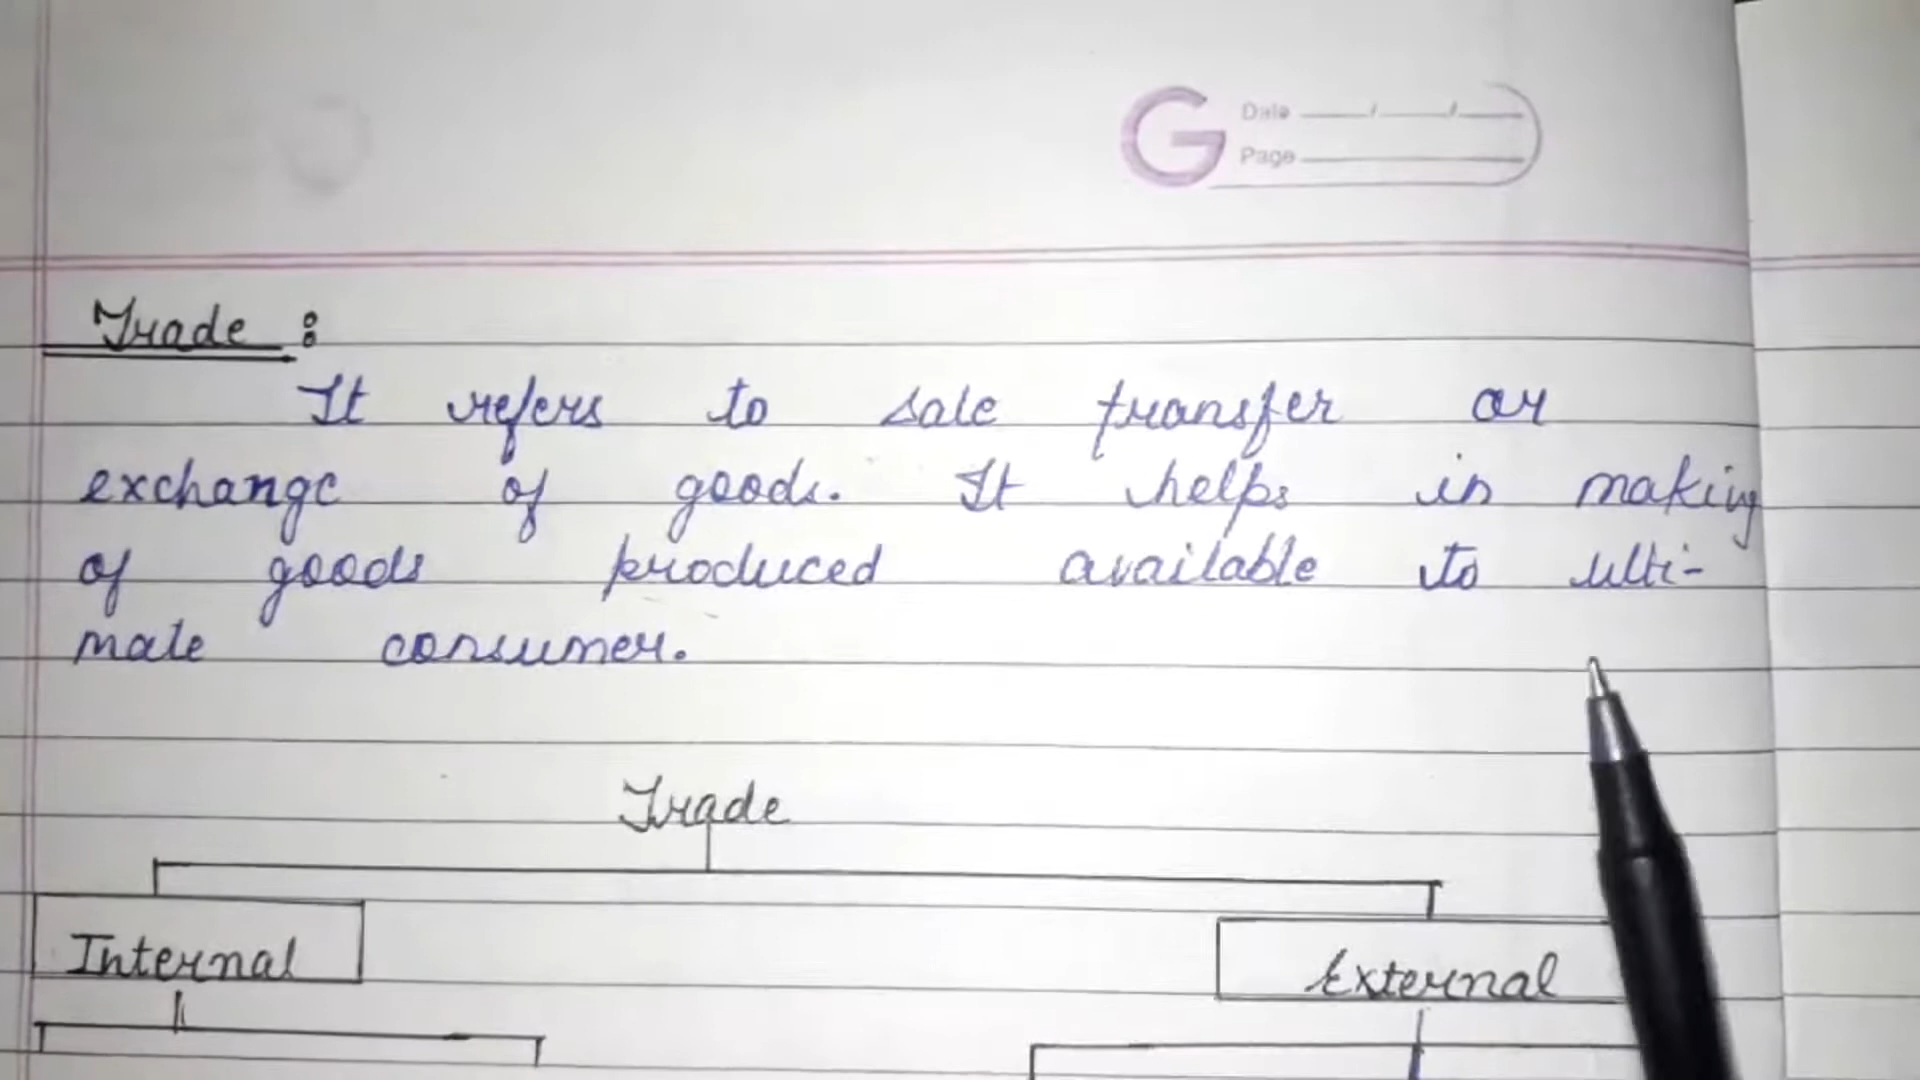 G Date
Page
Trade :
It refers to sale transfer or
exchange of goods. It helps in making
of goods produced available to ulti-
mate consumer.
Trade
Internal
External